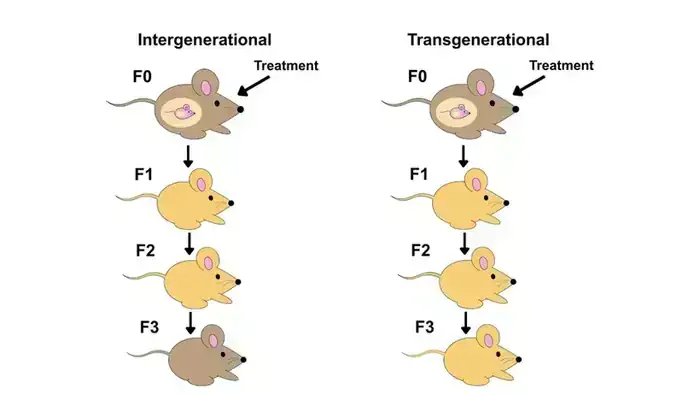 Intergenerational
Transgenerational
F0
Treatment
F0
Treatment
F1
F1
F2
F2
F3
F3